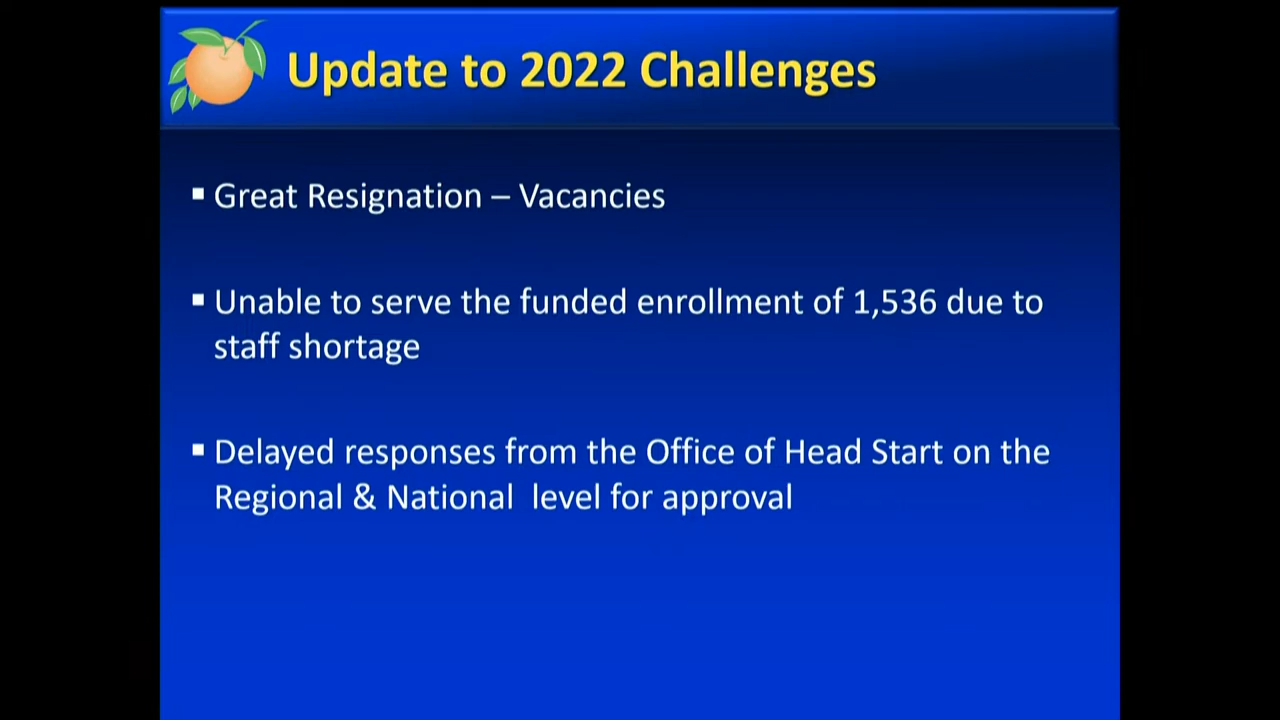 Update to 2022 Challenges
▪ Great Resignation – Vacancies
▪ Unable to serve the funded enrollment of 1,536 due to
staff shortage
▪ Delayed responses from the Office of Head Start on the
Regional & National  level for approval